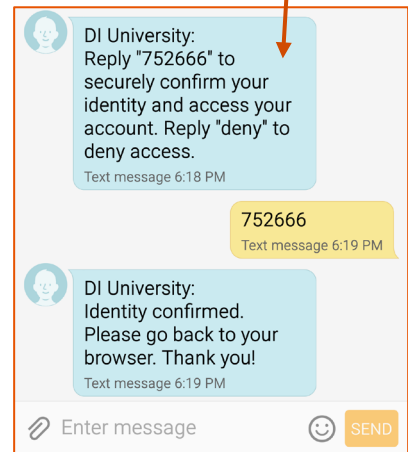 DI University:
Reply "752666" to
securely confirm your
identity and access your
account. Reply "deny" to
deny access.
Text message 6:18 PM
752666
Text message 6:19 PM
DI University:
Identity confirmed.
Please go back to your
browser. Thank you!
Text message 6:19 PM
Enter message
SEND